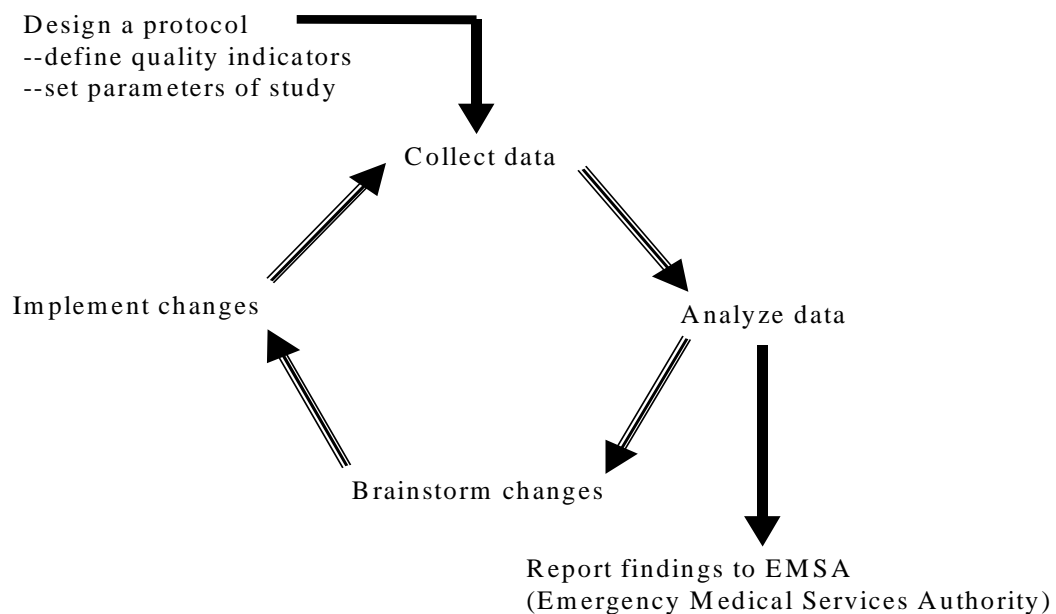 Design a protocol
--define quality indicators
--set parameters of study
Collect data
Implement changes
Analyze data
Brainstorm changes
Report findings to EMSA
(Emergency Medical Services Authority)